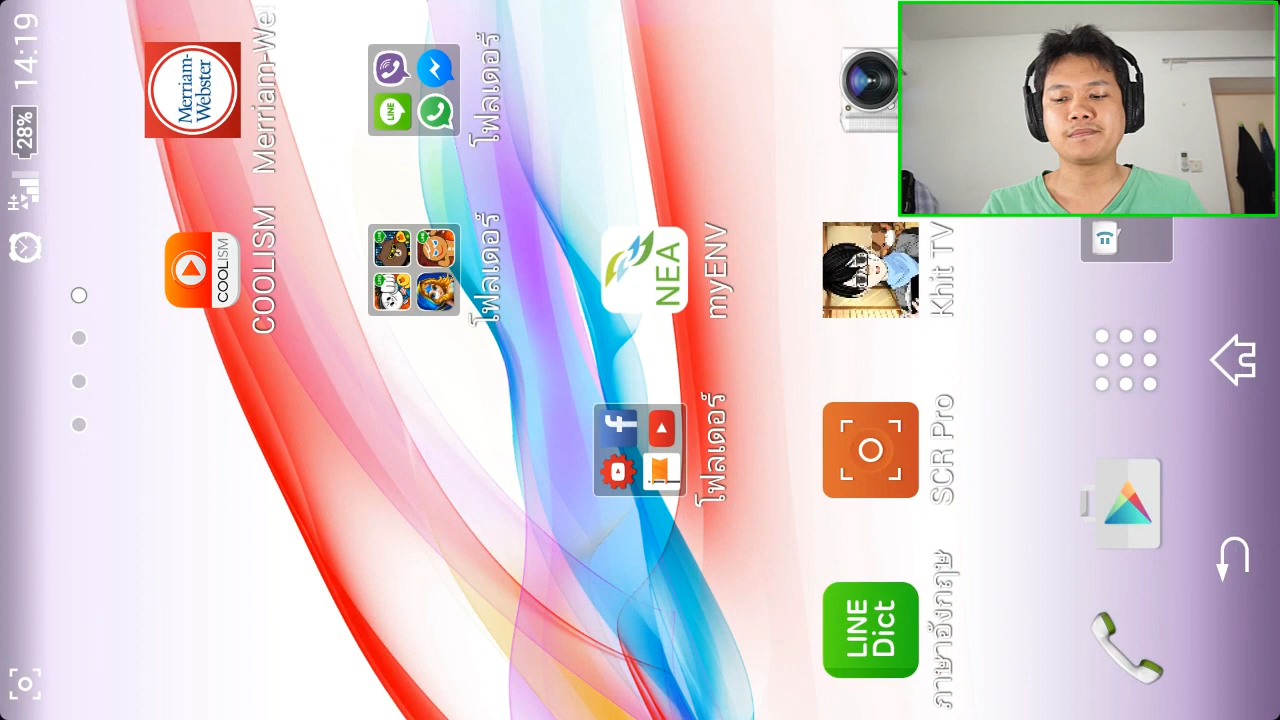 H+ 28% 14:19
ภาษาอังกฤษ
SCR Pro
Khit TV
โฟลเดอร์
myENV
โฟลเดอร์
โฟลเดอร์
COOLISM
Merriam-We
LINE
Dict
NEA
COOLISM
Merriam-
Webster
LINE